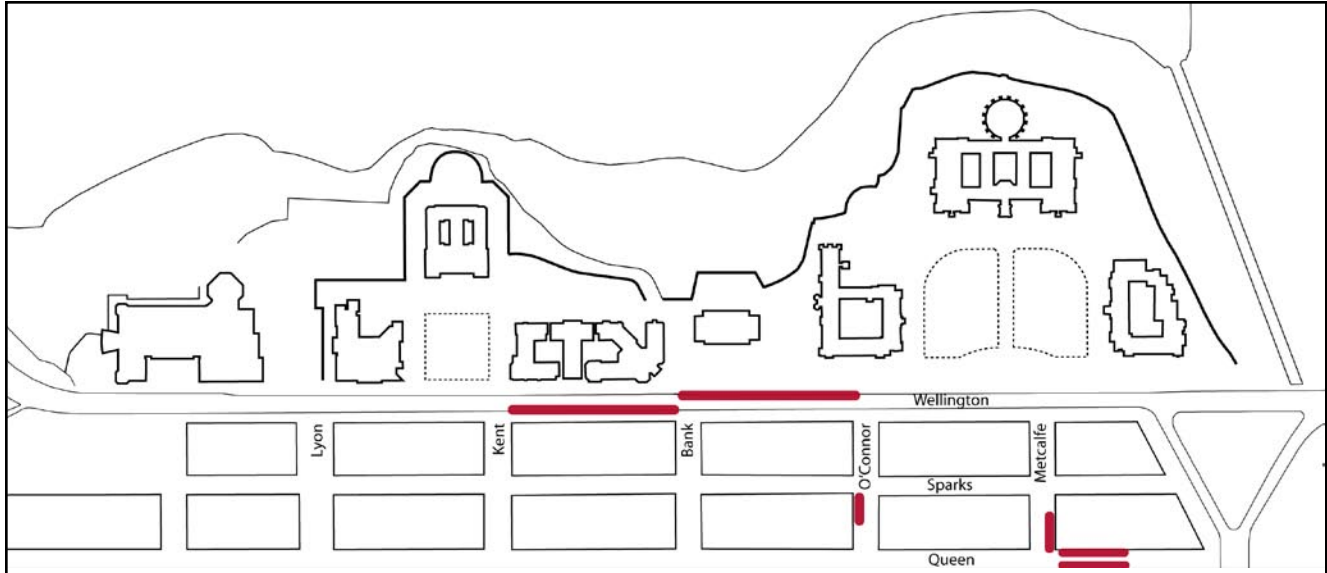 Wellington
Lyon
Kent
Bank
O'Connor
Metcalfe
Sparks
Queen